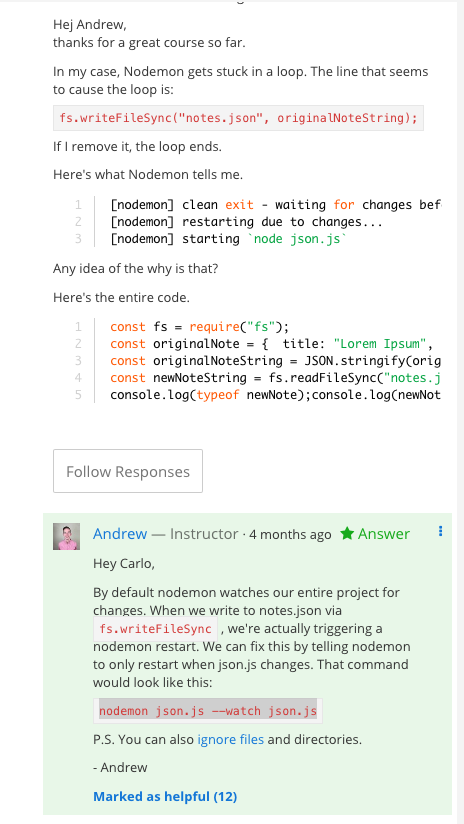 Hej Andrew,
thanks for a great course so far.
In my case, Nodemon gets stuck in a loop. The line that seems
to cause the loop is:
fs.writeFileSync("notes.json", originalNoteString);
If I remove it, the loop ends.
Here's what Nodemon tells me.
1 [nodemon] clean exit - waiting for changes bef
2 [nodemon] restarting due to changes...
3 [nodemon] starting `node json.js`
Any idea of the why is that?
Here's the entire code.
1 const fs = require("fs");
2 const originalNote = {  title: "Lorem Ipsum",
3 const originalNoteString = JSON.stringify(orig
4 const newNoteString = fs.readFileSync("notes.j
5 console.log(typeof newNote);console.log(newNot
Follow Responses
Andrew — Instructor · 4 months ago ★ Answer
Hey Carlo,
By default nodemon watches our entire project for
changes. When we write to notes.json via
fs.writeFileSync , we're actually triggering a
nodemon restart. We can fix this by telling nodemon
to only restart when json.js changes. That command
would look like this:
nodemon json.js --watch json.js
P.S. You can also ignore files and directories.
- Andrew
Marked as helpful (12)